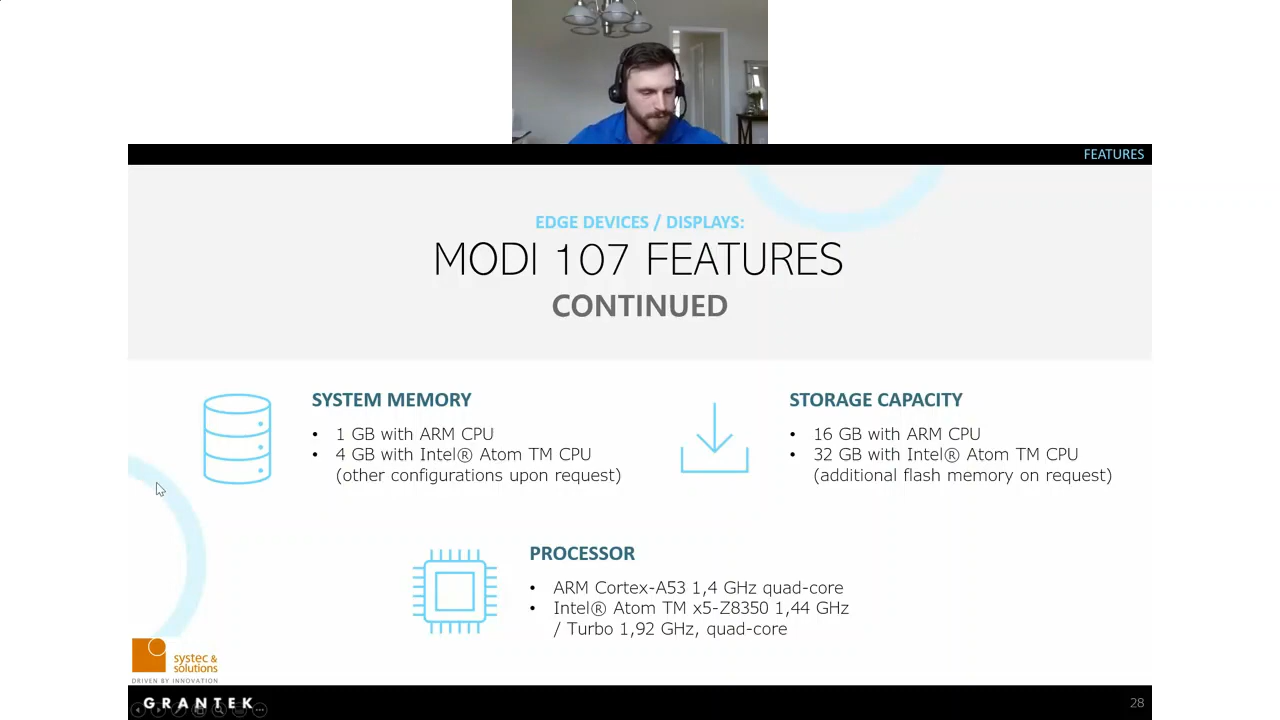 FEATURES
EDGE DEVICES / DISPLAYS:
MODI 107 FEATURES
CONTINUED
SYSTEM MEMORY
• 1 GB with ARM CPU
• 4 GB with Intel® Atom TM CPU
(other configurations upon request)
STORAGE CAPACITY
• 16 GB with ARM CPU
• 32 GB with Intel® Atom TM CPU
(additional flash memory on request)
PROCESSOR
• ARM Cortex-A53 1,4 GHz quad-core
• Intel® Atom TM x5-Z8350 1,44 GHz
/ Turbo 1,92 GHz, quad-core
systec &
solutions
DRIVEN BY INNOVATION
GRANTEK
28